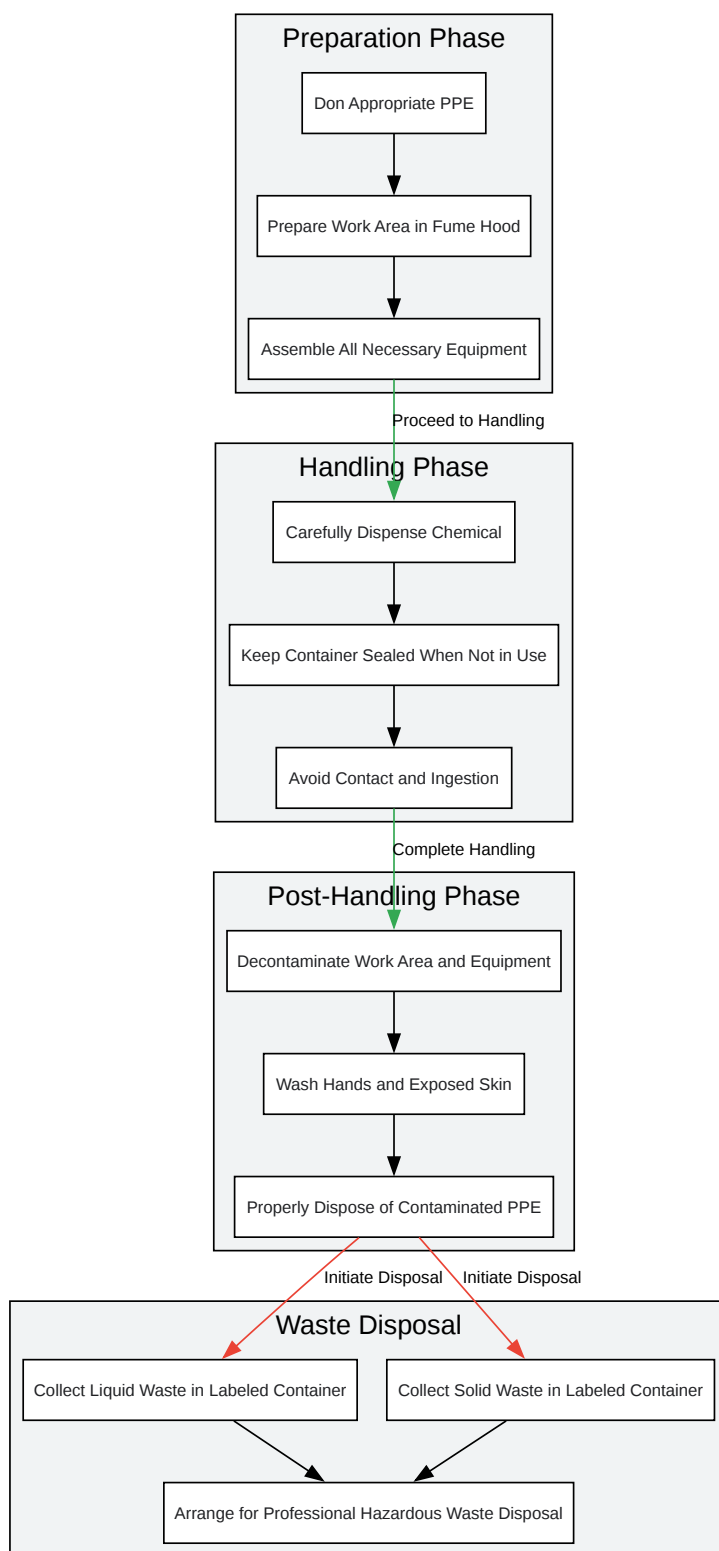 Preparation Phase
Don Appropriate PPE
Prepare Work Area in Fume Hood
Assemble All Necessary Equipment
Proceed to Handling
Handling Phase
Carefully Dispense Chemical
Keep Container Sealed When Not in Use
Avoid Contact and Ingestion
Complete Handling
Post-Handling Phase
Decontaminate Work Area and Equipment
Wash Hands and Exposed Skin
Properly Dispose of Contaminated PPE
Initiate Disposal
Initiate Disposal
Waste Disposal
Collect Liquid Waste in Labeled Container
Collect Solid Waste in Labeled Container
Arrange for Professional Hazardous Waste Disposal